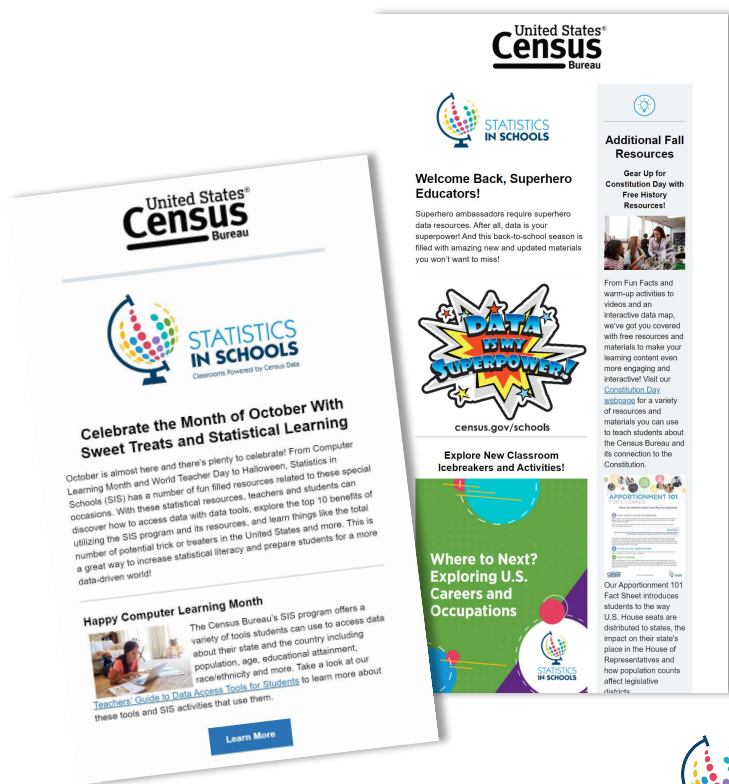 United States®
Census
Bureau
STATISTICS
IN SCHOOLS
Classrooms Powered by Census Data
Celebrate the Month of October With
Sweet Treats and Statistical Learning
October is almost here and there's plenty to celebrate! From Computer
Learning Month and World Teacher Day to Halloween, Statistics in
Schools (SIS) has a number of fun filled resources related to these special
occasions. With these statistical resources, teachers and students can
discover how to access data with data tools, explore the top 10 benefits of
utilizing the SIS program and its resources, and learn things like the total
number of potential trick or treaters in the United States and more. This is
a great way to increase statistical literacy and prepare students for a more
data-driven world!
Happy Computer Learning Month
The Census Bureau's SIS program offers a
variety of tools students can use to access data
about their state and the country including
population, age, educational attainment,
race/ethnicity and more. Take a look at our
Teachers' Guide to Data Access Tools for Students to learn more about
these tools and SIS activities that use them.
Learn More
United States®
Census
Bureau
STATISTICS
IN SCHOOLS
Welcome Back, Superhero
Educators!
Superhero ambassadors require superhero
data resources. After all, data is your
superpower! And this back-to-school season is
filled with amazing new and updated materials
you won't want to miss!
DATA
IS MY
SUPERPOWER!
census.gov/schools
Explore New Classroom
Icebreakers and Activities!
Where to Next?
Exploring U.S.
Careers and
Occupations
STATISTICS
IN SCHOOLS
Additional Fall
Resources
Gear Up for
Constitution Day with
Free History
Resources!
From Fun Facts and
warm-up activities to
videos and an
interactive data map,
we've got you covered
with free resources and
materials to make your
learning content even
more engaging and
interactive! Visit our
Constitution Day
webpage for a variety
of resources and
materials you can use
to teach students about
the Census Bureau and
its connection to the
Constitution.
APPORTIONMENT 101
FOR STUDENTS
Our Apportionment 101
Fact Sheet introduces
students to the way
U.S. House seats are
distributed to states, the
impact on their state's
place in the House of
Representatives and
how population counts
affect legislative
districts